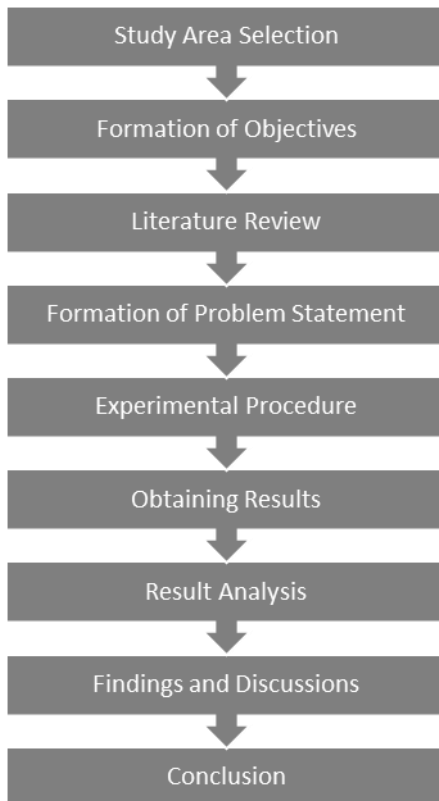 Study Area Selection
Formation of Objectives
Literature Review
Formation of Problem Statement
Experimental Procedure
Obtaining Results
Result Analysis
Findings and Discussions
Conclusion